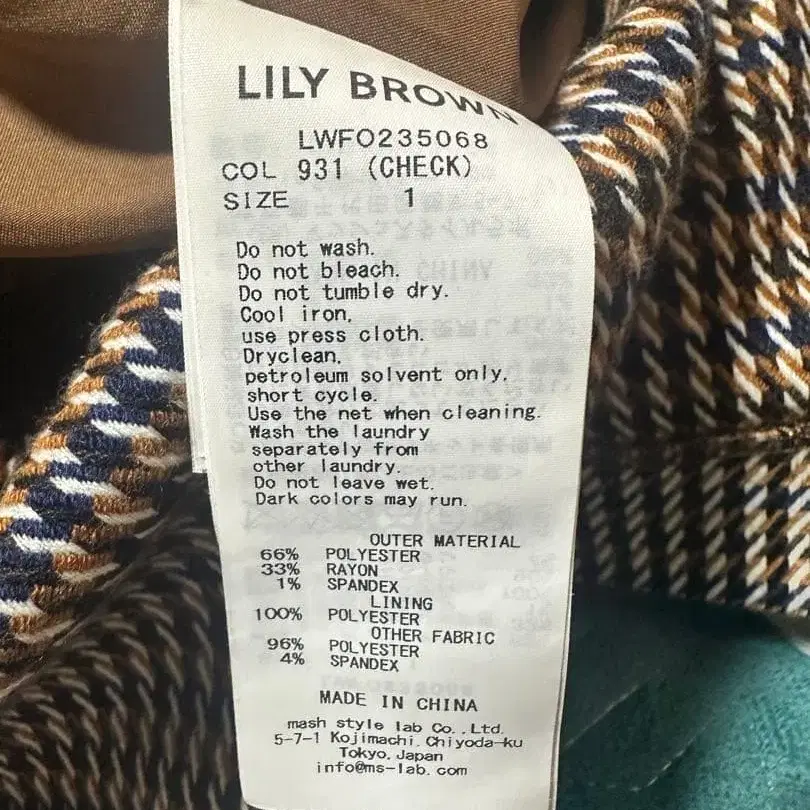 LILY BROWN
LWFO235068
COL 931 (CHECK)
SIZE 1
Do not wash.
Do not bleach.
Do not tumble dry.
Cool iron,
use press cloth.
Dryclean,
petroleum solvent only,
short cycle.
Use the net when cleaning.
Wash the laundry
separately from
other laundry.
Do not leave wet.
Dark colors may run.
OUTER MATERIAL
66% POLYESTER
33% RAYON
1% SPANDEX
LINING
100% POLYESTER
OTHER FABRIC
96% POLYESTER
4% SPANDEX
MADE IN CHINA
mash style lab Co.,Ltd.
5-7-1 Kojimachi, Chiyoda-ku
Tokyo, Japan
info@ms-lab.com